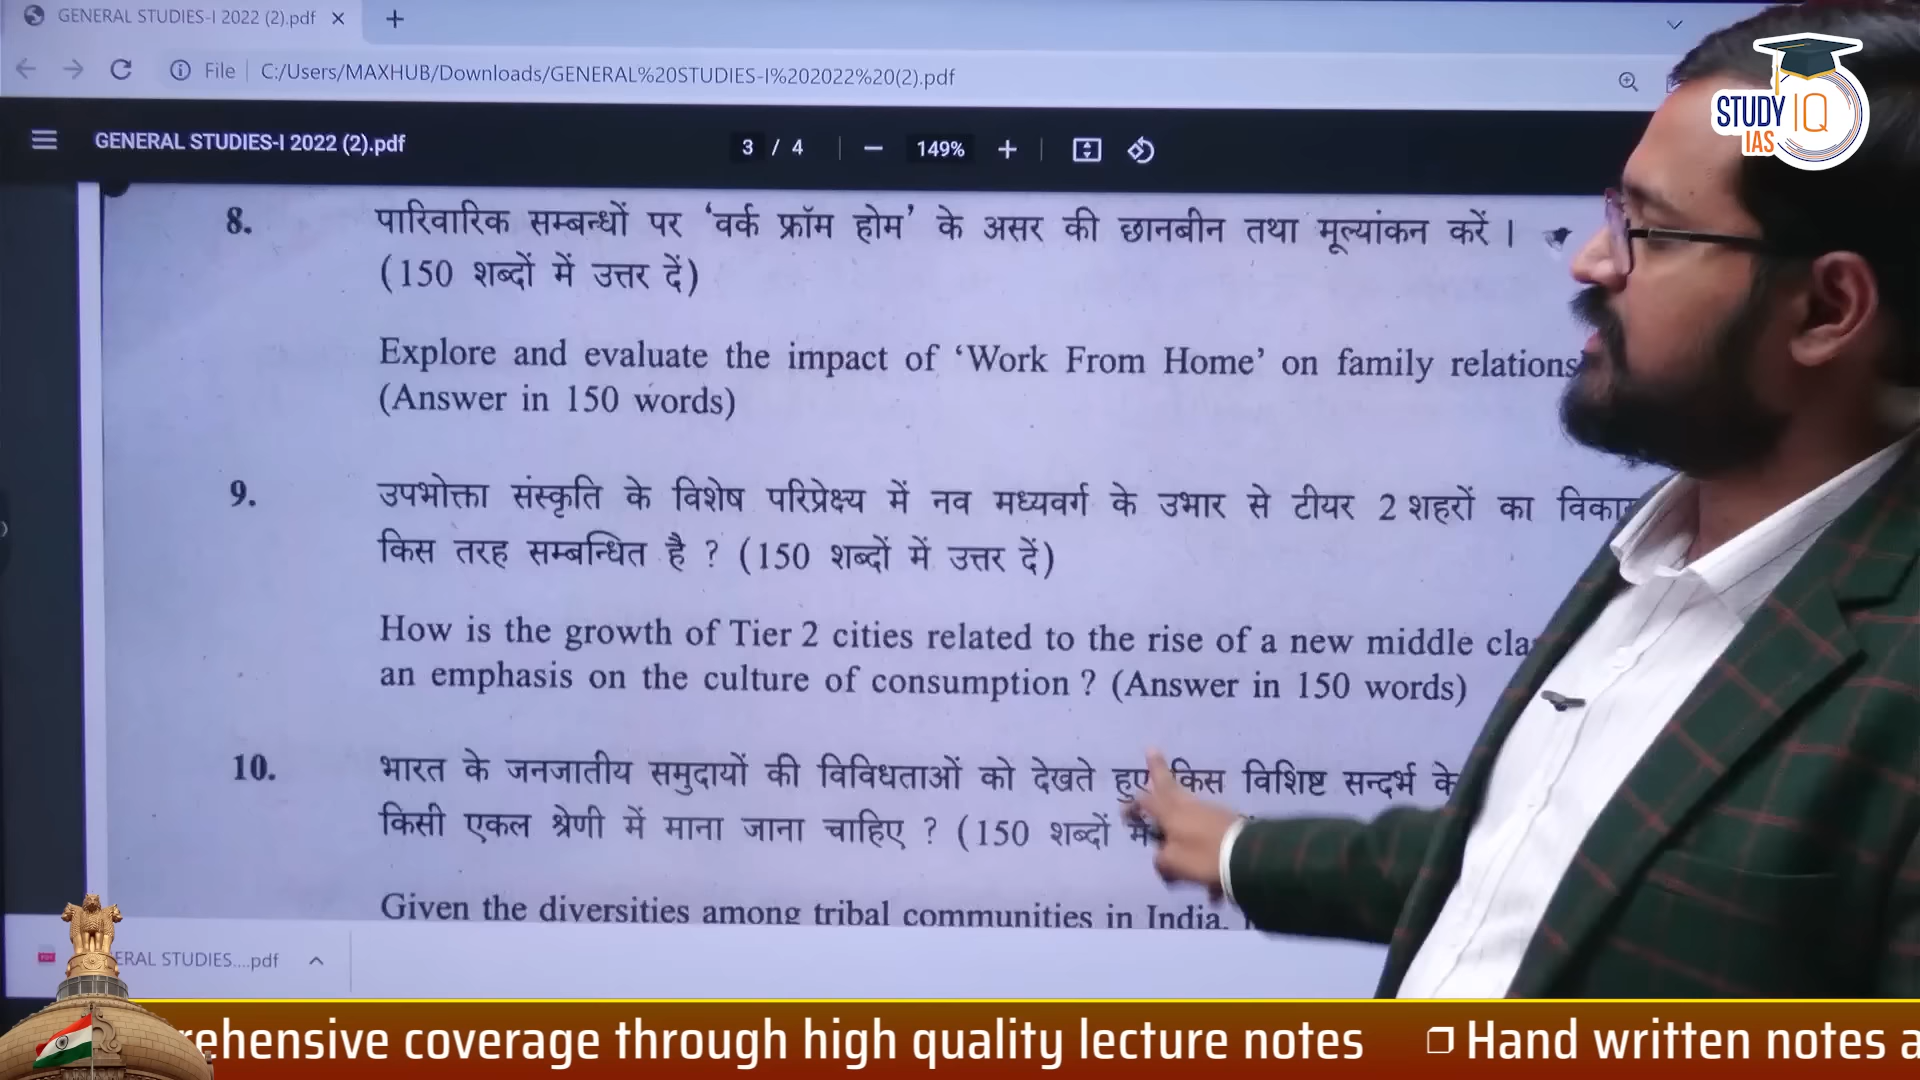 GENERAL STUDIES-I 2022 (2).pdf
File C:/Users/MAXHUB/Downloads/GENERAL%20STUDIES-I%202022%20(2).pdf
STUDY IQ
IAS
GENERAL STUDIES-I 2022 (2).pdf 3 / 4 149%
8. पारिवारिक सम्बन्धों पर ‘वर्क फ्रॉम होम’ के असर की छानबीन तथा मूल्यांकन करें ।
(150 शब्दों में उत्तर दें)
Explore and evaluate the impact of ‘Work From Home’ on family relations
(Answer in 150 words)
9. उपभोक्ता संस्कृति के विशेष परिप्रेक्ष्य में नव मध्यवर्ग के उभार से टीयर 2 शहरों का
किस तरह सम्बन्धित है ? (150 शब्दों में उत्तर दें)
How is the growth of Tier 2 cities related to the rise of a new middle
an emphasis on the culture of consumption ? (Answer in 150 words)
10. भारत के जनजातीय समुदायों की विविधताओं को देखते हुए किस विशिष्ट सन्दर्भ के
किसी एकल श्रेणी में माना जाना चाहिए ? (150 शब्दों में
Given the diversities among tribal communities in India,
ERAL STUDIES....pdf
rehensive coverage through high quality lecture notes Hand written notes